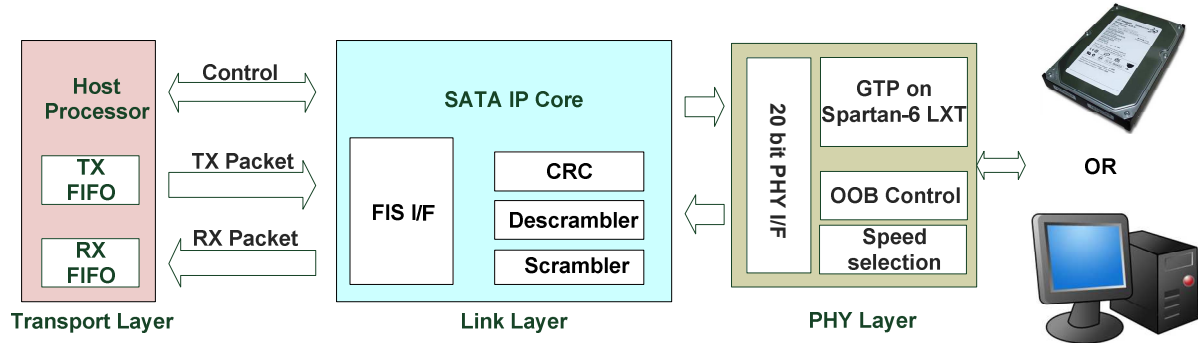 Host
Processor
TX
FIFO
RX
FIFO
Transport Layer
Control
TX Packet
RX Packet
SATA IP Core
FIS I/F
CRC
Descrambler
Scrambler
Link Layer
20 bit PHY I/F
GTP on
Spartan-6 LXT
OOB Control
Speed
selection
PHY Layer
OR